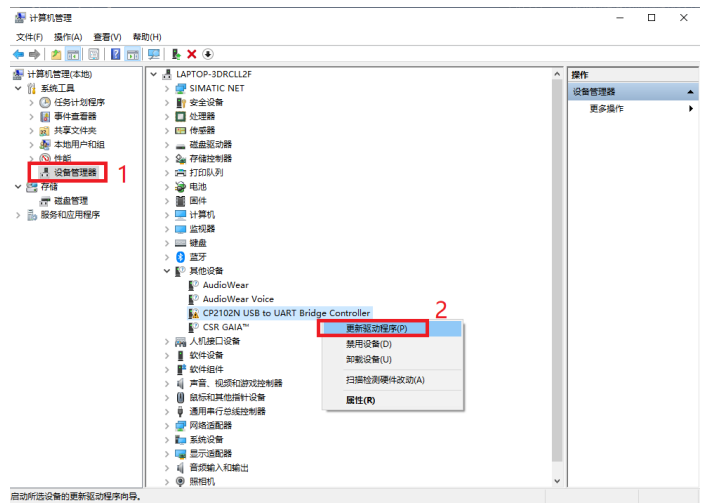 计算机管理
文件(F) 操作(A) 查看(V) 帮助(H)
计算机管理(本地)
系统工具
任务计划程序
事件查看器
共享文件夹
本地用户和组
性能
设备管理器
1
存储
磁盘管理
服务和应用程序
LAPTOP-3DRCLL2F
SIMATIC NET
安全设备
处理器
传感器
磁盘驱动器
存储控制器
打印队列
电池
固件
计算机
监视器
键盘
蓝牙
其他设备
AudioWear
AudioWear Voice
CP2102N USB to UART Bridge Controller
CSR GAIA™
人机接口设备
软件设备
软件组件
声音、视频和游戏控制器
鼠标和其他指针设备
通用串行总线控制器
网络适配器
系统设备
显示适配器
音频输入和输出
照相机
2
更新驱动程序(P)
禁用设备(D)
卸载设备(U)
扫描检测硬件改动(A)
属性(R)
操作
设备管理器
更多操作
启动所选设备的更新驱动程序向导。